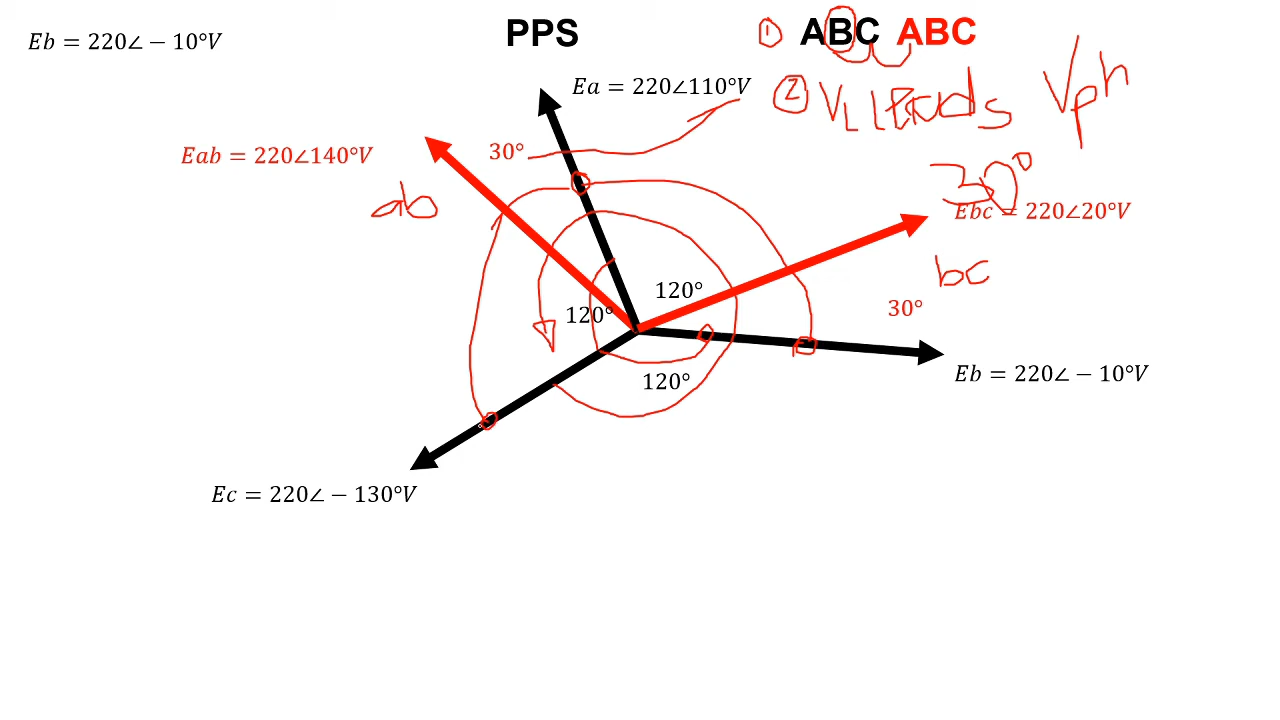 Eb = 220∠ − 10°V
PPS
① ABC ABC
Ea = 220∠110°V
② VL leads Vph
30°
30°
Eab = 220∠140°V
ab
Ebc = 220∠20°V
bc
120°
30°
120°
Eb = 220∠ − 10°V
120°
Ec = 220∠ − 130°V